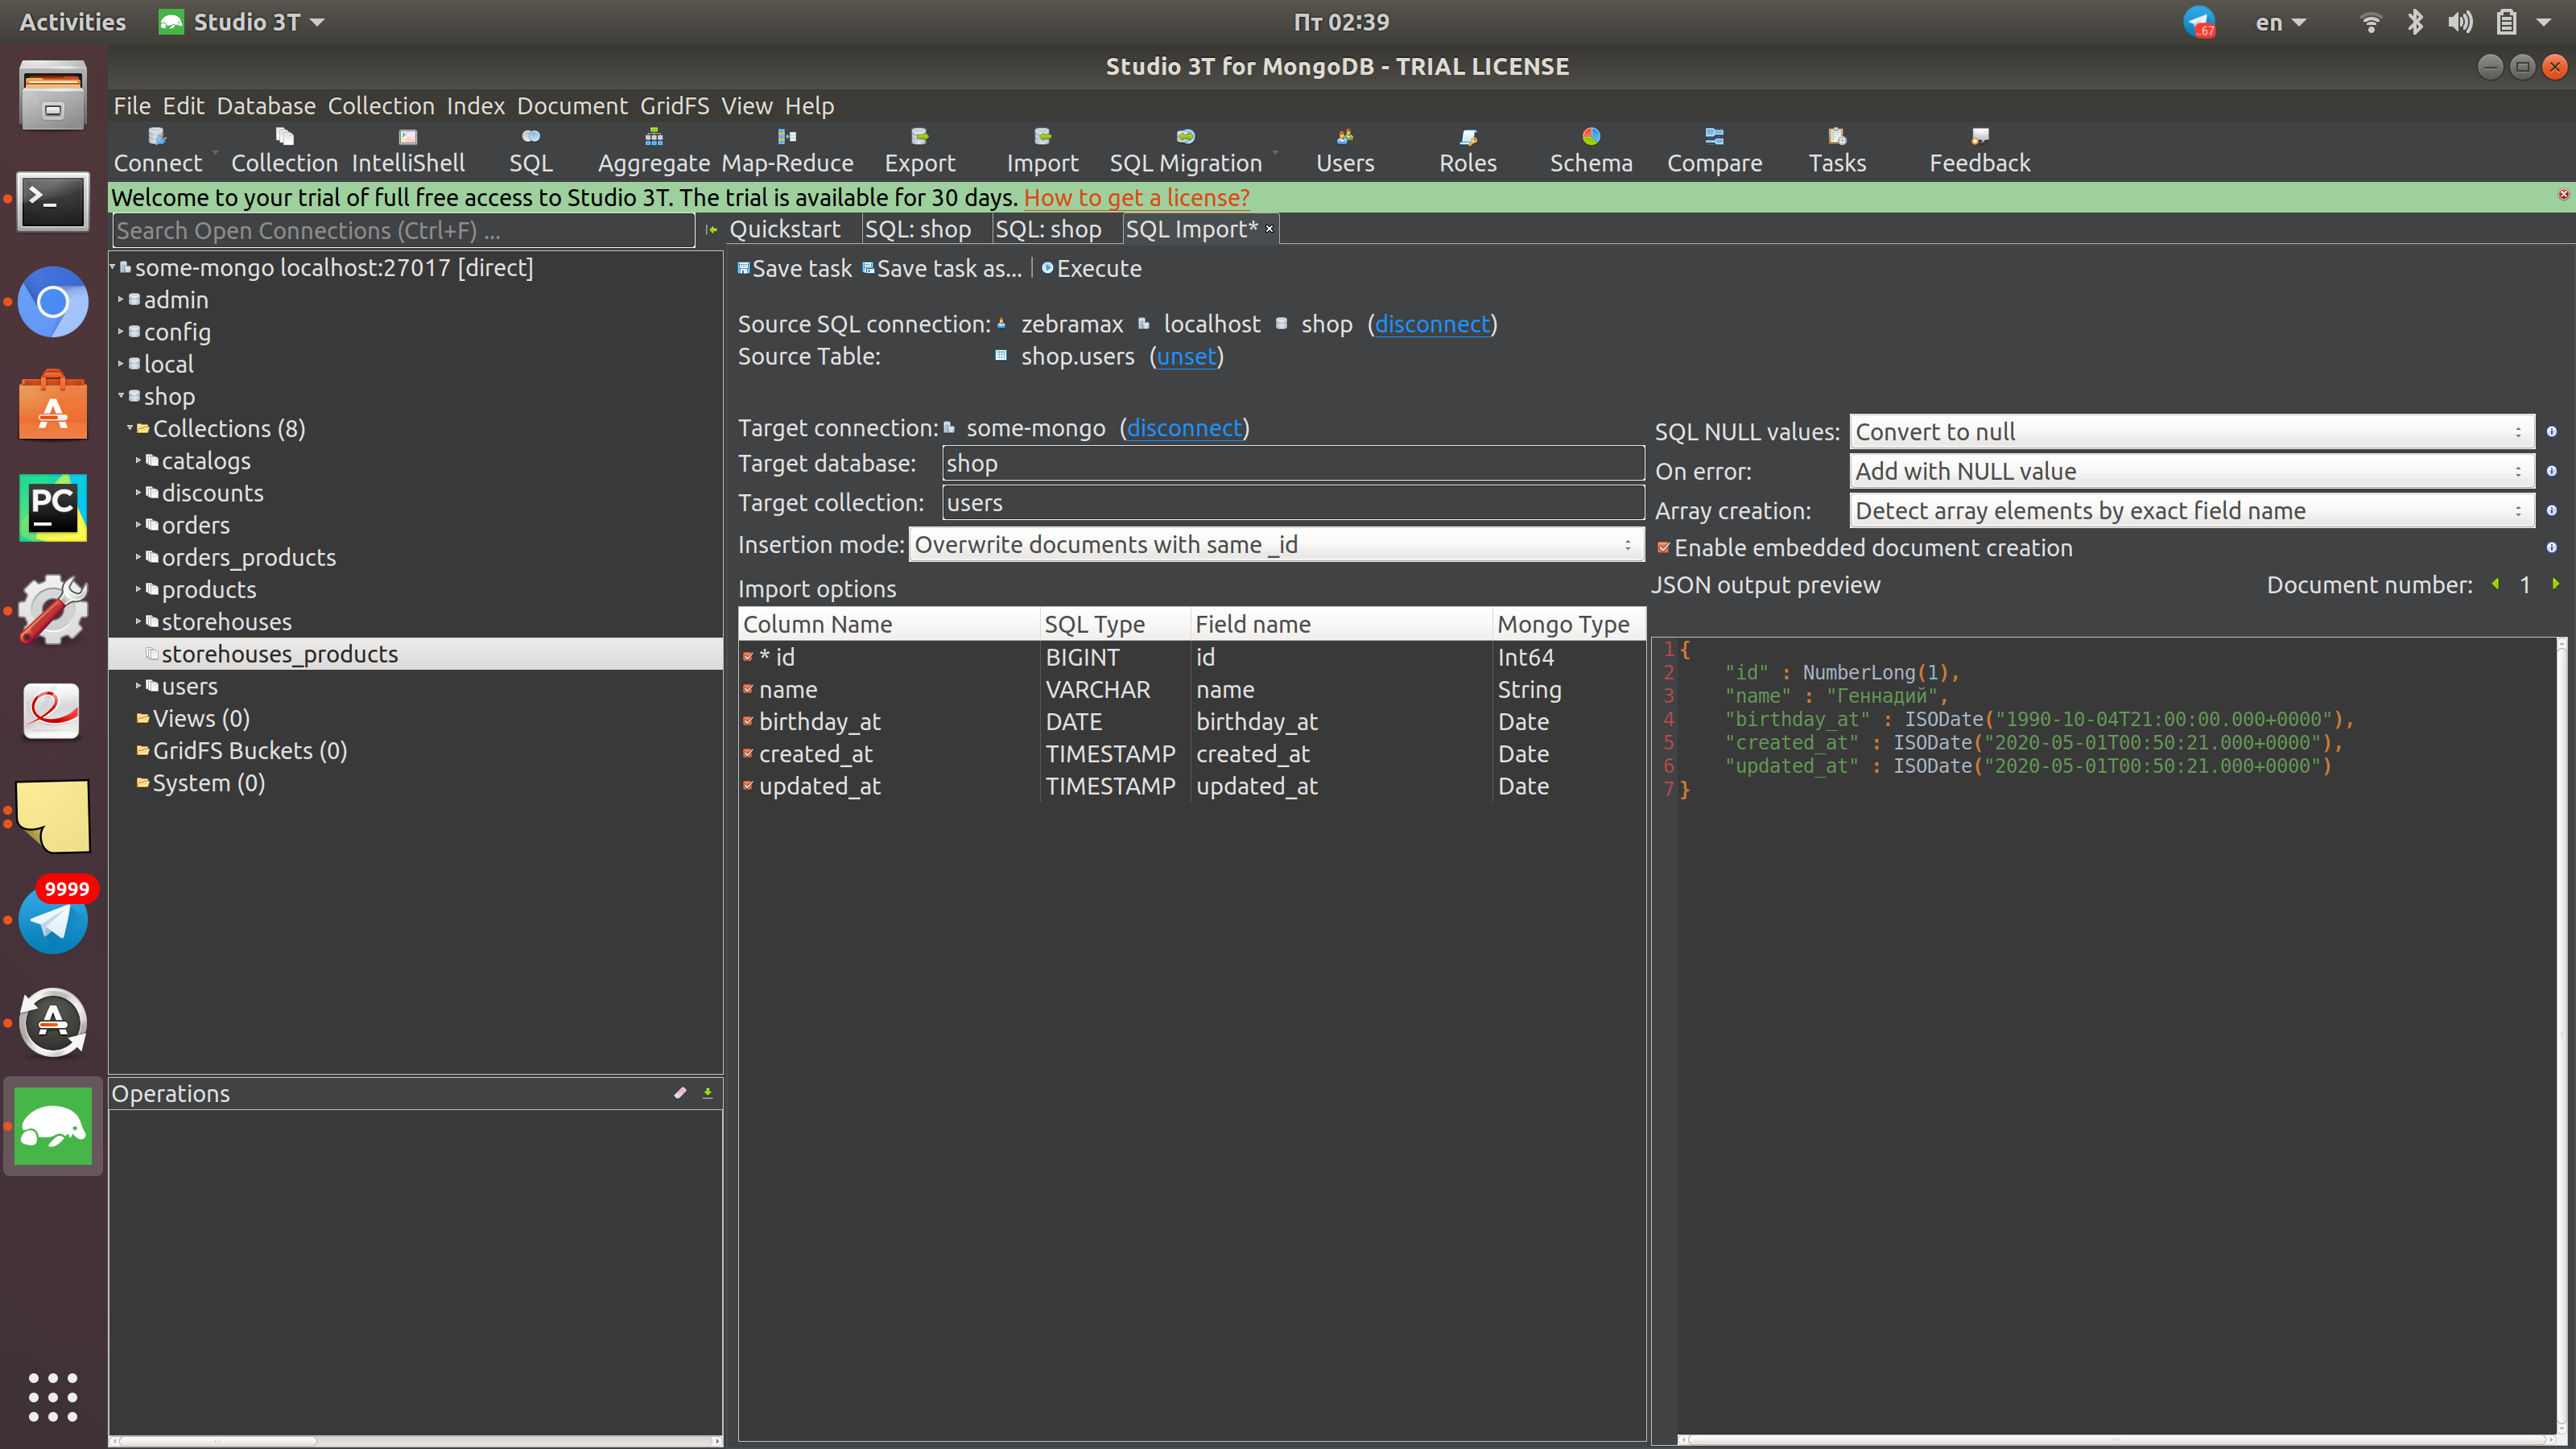 Activities Studio 3T Пт 02:39 67 en
Studio 3T for MongoDB - TRIAL LICENSE
File Edit Database Collection Index Document GridFS View Help
Connect Collection IntelliShell SQL Aggregate Map-Reduce Export Import SQL Migration Users Roles Schema Compare Tasks Feedback
Welcome to your trial of full free access to Studio 3T. The trial is available for 30 days. How to get a license?
Search Open Connections (Ctrl+F) ...
Quickstart SQL: shop SQL: shop SQL Import*
some-mongo localhost:27017 [direct]
admin
config
local
shop
Collections (8)
catalogs
discounts
orders
orders_products
products
storehouses
storehouses_products
users
Views (0)
GridFS Buckets (0)
System (0)
Operations
Save task Save task as... Execute
Source SQL connection: zebramax localhost shop (disconnect)
Source Table: shop.users (unset)
Target connection: some-mongo (disconnect)
Target database: shop
Target collection: users
Insertion mode: Overwrite documents with same _id
Import options
Column Name SQL Type Field name Mongo Type
* id BIGINT id Int64
name VARCHAR name String
birthday_at DATE birthday_at Date
created_at TIMESTAMP created_at Date
updated_at TIMESTAMP updated_at Date
SQL NULL values: Convert to null
On error: Add with NULL value
Array creation: Detect array elements by exact field name
Enable embedded document creation
JSON output preview Document number: 1
1 {
2 "id" : NumberLong(1),
3 "name" : "Геннадий",
4 "birthday_at" : ISODate("1990-10-04T21:00:00.000+0000"),
5 "created_at" : ISODate("2020-05-01T00:50:21.000+0000"),
6 "updated_at" : ISODate("2020-05-01T00:50:21.000+0000")
7 }
PC
9999